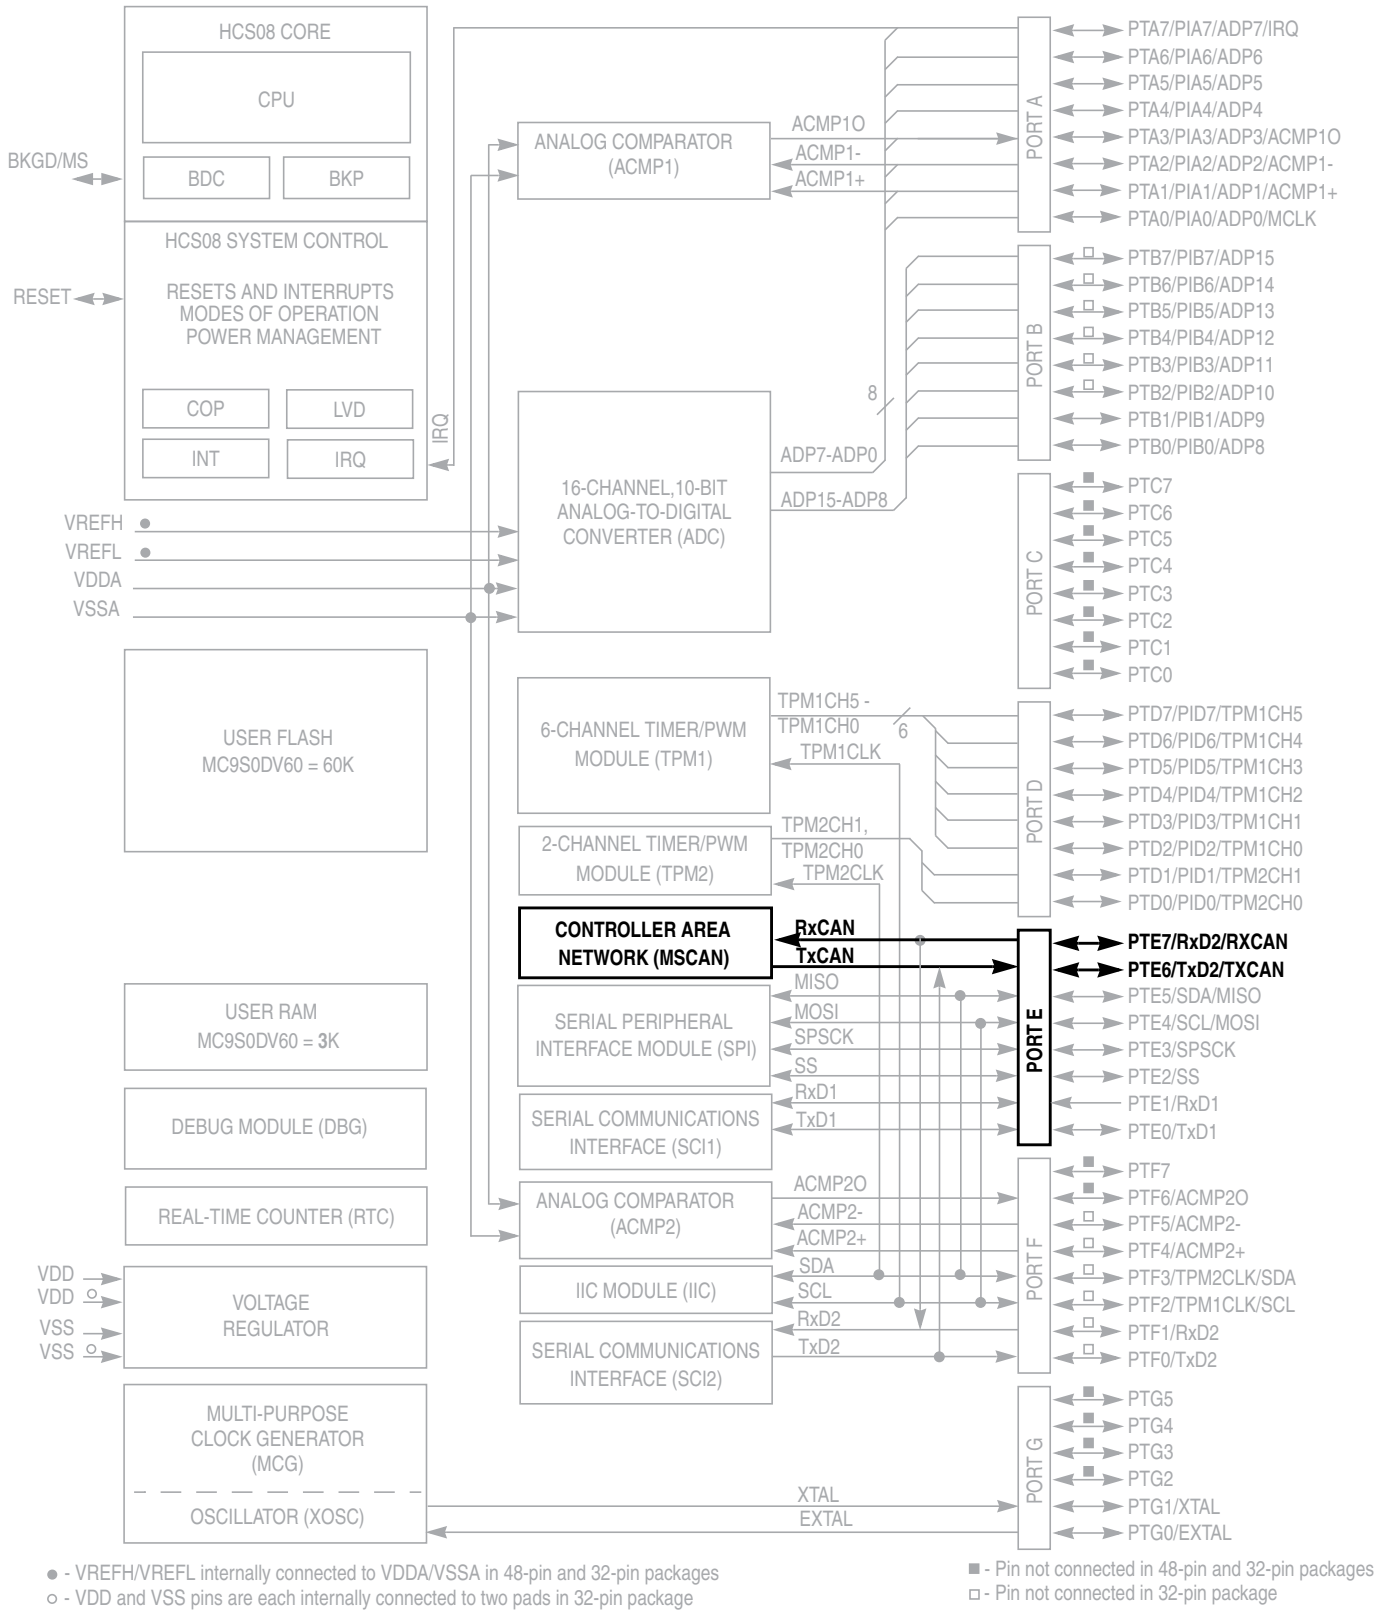 HCS08 CORE
CPU
BDC
BKP
BKGD/MS
HCS08 SYSTEM CONTROL
RESETS AND INTERRUPTS
MODES OF OPERATION
POWER MANAGEMENT
COP
LVD
INT
IRQ
RESET
IRQ
VREFH
VREFL
VDDA
VSSA
USER FLASH
MC9S0DV60 = 60K
USER RAM
MC9S0DV60 = 3K
DEBUG MODULE (DBG)
REAL-TIME COUNTER (RTC)
VDD
VDD
VSS
VSS
VOLTAGE
REGULATOR
MULTI-PURPOSE
CLOCK GENERATOR
(MCG)
OSCILLATOR (XOSC)
ANALOG COMPARATOR
(ACMP1)
ACMP1O
ACMP1-
ACMP1+
16-CHANNEL,10-BIT
ANALOG-TO-DIGITAL
CONVERTER (ADC)
8
ADP7-ADP0
ADP15-ADP8
6-CHANNEL TIMER/PWM
MODULE (TPM1)
TPM1CH5 -
TPM1CH0
6
TPM1CLK
2-CHANNEL TIMER/PWM
MODULE (TPM2)
TPM2CH1,
TPM2CH0
TPM2CLK
CONTROLLER AREA
NETWORK (MSCAN)
RxCAN
TxCAN
SERIAL PERIPHERAL
INTERFACE MODULE (SPI)
MISO
MOSI
SPSCK
SS
SERIAL COMMUNICATIONS
INTERFACE (SCI1)
RxD1
TxD1
ANALOG COMPARATOR
(ACMP2)
ACMP2O
ACMP2-
ACMP2+
IIC MODULE (IIC)
SDA
SCL
SERIAL COMMUNICATIONS
INTERFACE (SCI2)
RxD2
TxD2
XTAL
EXTAL
PORT A
PTA7/PIA7/ADP7/IRQ
PTA6/PIA6/ADP6
PTA5/PIA5/ADP5
PTA4/PIA4/ADP4
PTA3/PIA3/ADP3/ACMP1O
PTA2/PIA2/ADP2/ACMP1-
PTA1/PIA1/ADP1/ACMP1+
PTA0/PIA0/ADP0/MCLK
PORT B
PTB7/PIB7/ADP15
PTB6/PIB6/ADP14
PTB5/PIB5/ADP13
PTB4/PIB4/ADP12
PTB3/PIB3/ADP11
PTB2/PIB2/ADP10
PTB1/PIB1/ADP9
PTB0/PIB0/ADP8
PORT C
PTC7
PTC6
PTC5
PTC4
PTC3
PTC2
PTC1
PTC0
PORT D
PTD7/PID7/TPM1CH5
PTD6/PID6/TPM1CH4
PTD5/PID5/TPM1CH3
PTD4/PID4/TPM1CH2
PTD3/PID3/TPM1CH1
PTD2/PID2/TPM1CH0
PTD1/PID1/TPM2CH1
PTD0/PID0/TPM2CH0
PORT E
PTE7/RxD2/RXCAN
PTE6/TxD2/TXCAN
PTE5/SDA/MISO
PTE4/SCL/MOSI
PTE3/SPSCK
PTE2/SS
PTE1/RxD1
PTE0/TxD1
PORT F
PTF7
PTF6/ACMP2O
PTF5/ACMP2-
PTF4/ACMP2+
PTF3/TPM2CLK/SDA
PTF2/TPM1CLK/SCL
PTF1/RxD2
PTF0/TxD2
PORT G
PTG5
PTG4
PTG3
PTG2
PTG1/XTAL
PTG0/EXTAL
● - VREFH/VREFL internally connected to VDDA/VSSA in 48-pin and 32-pin packages
○ - VDD and VSS pins are each internally connected to two pads in 32-pin package
■ - Pin not connected in 48-pin and 32-pin packages
□ - Pin not connected in 32-pin package